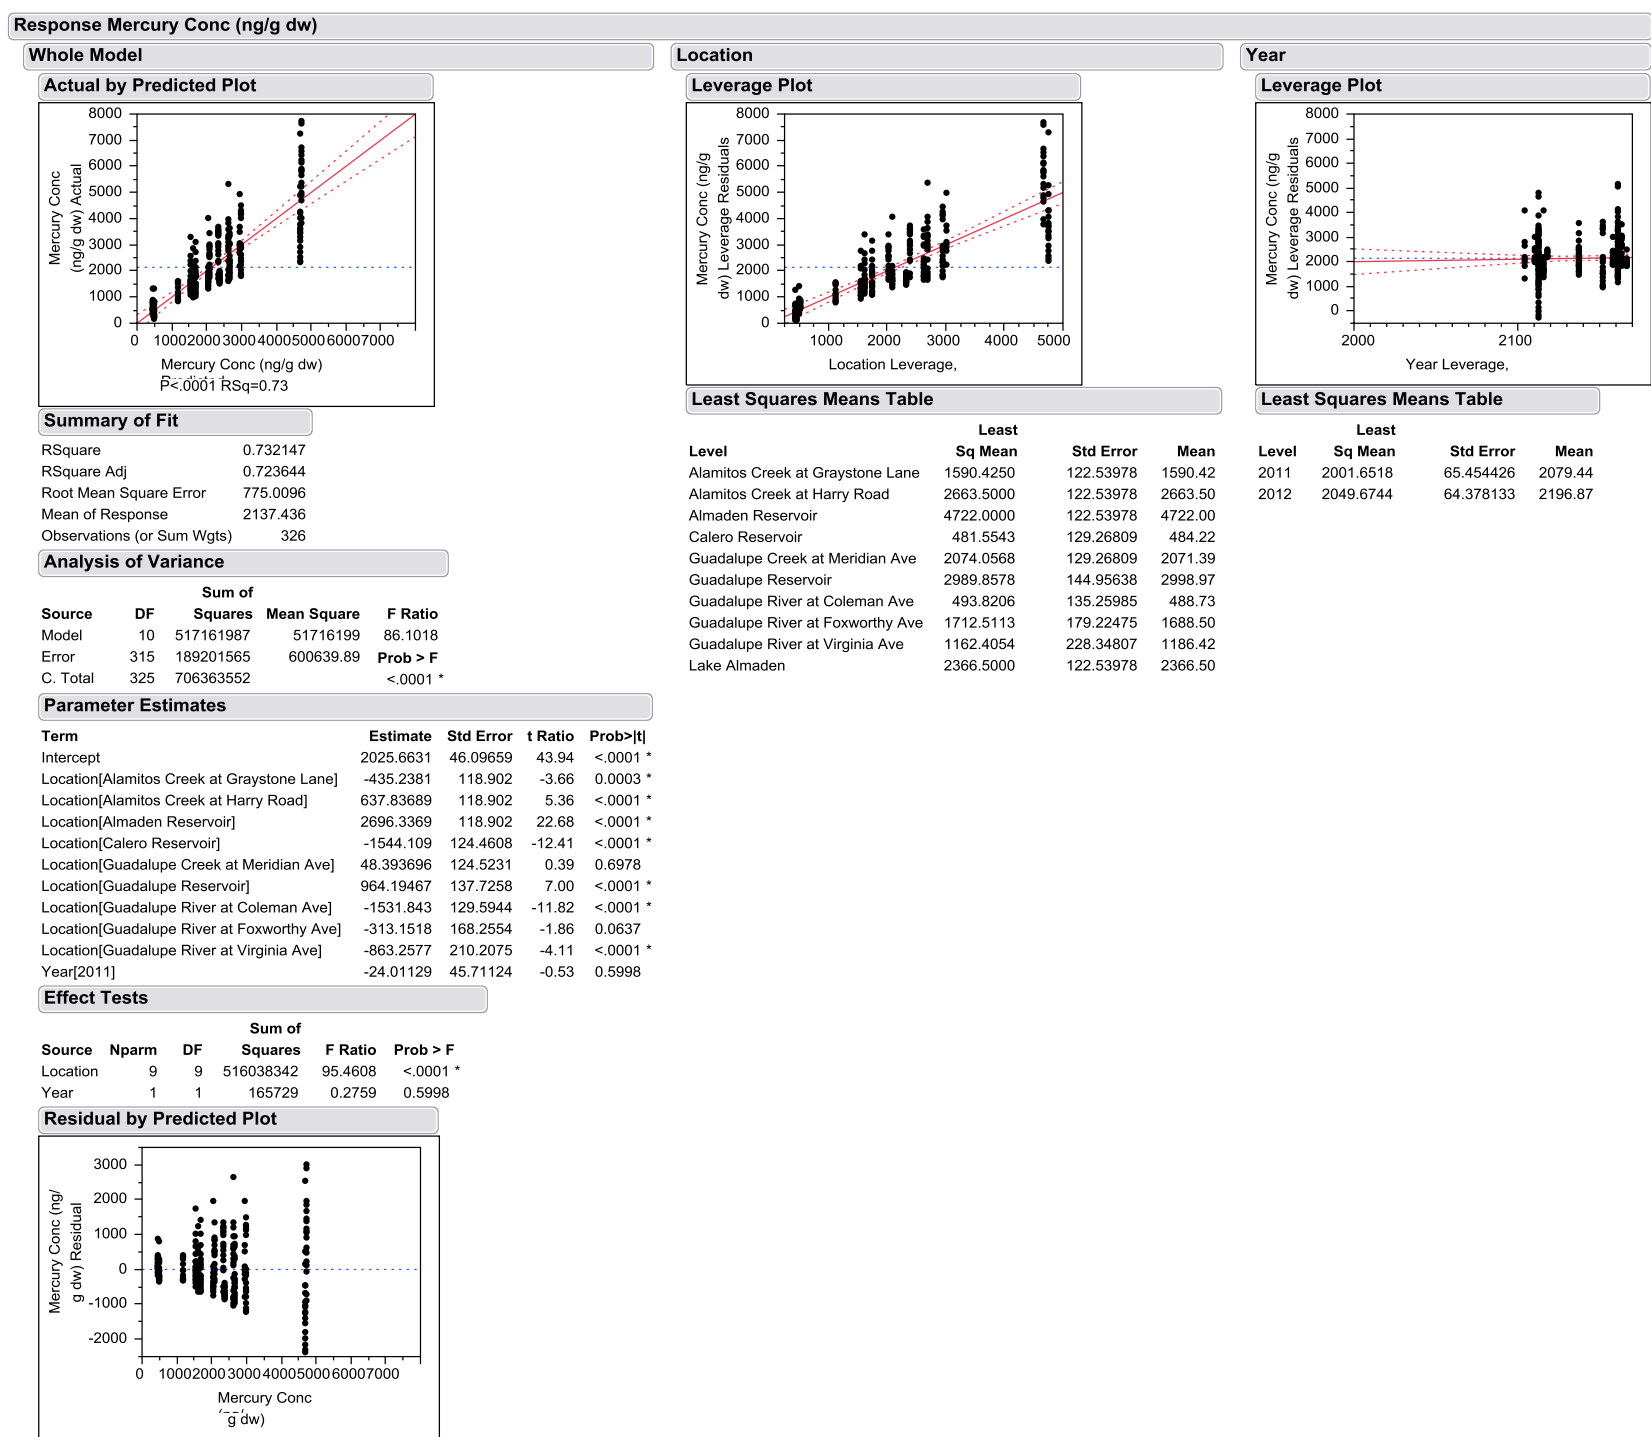 Response Mercury Conc (ng/g dw)
Whole Model
Actual by Predicted Plot
Mercury Conc
(ng/g dw) Actual
8000
7000
6000
5000
4000
3000
2000
1000
0
0 1000 2000 3000 4000 5000 6000 7000
Mercury Conc (ng/g dw)
P<.0001 RSq=0.73
Summary of Fit
RSquare 0.732147
RSquare Adj 0.723644
Root Mean Square Error 775.0096
Mean of Response 2137.436
Observations (or Sum Wgts) 326
Analysis of Variance
Sum of
Source DF Squares Mean Square F Ratio
Model 10 517161987 51716199 86.1018
Error 315 189201565 600639.89 Prob > F
C. Total 325 706363552 <.0001 *
Parameter Estimates
Term Estimate Std Error t Ratio Prob>|t|
Intercept 2025.6631 46.09659 43.94 <.0001 *
Location[Alamitos Creek at Graystone Lane] -435.2381 118.902 -3.66 0.0003 *
Location[Alamitos Creek at Harry Road] 637.83689 118.902 5.36 <.0001 *
Location[Almaden Reservoir] 2696.3369 118.902 22.68 <.0001 *
Location[Calero Reservoir] -1544.109 124.4608 -12.41 <.0001 *
Location[Guadalupe Creek at Meridian Ave] 48.393696 124.5231 0.39 0.6978
Location[Guadalupe Reservoir] 964.19467 137.7258 7.00 <.0001 *
Location[Guadalupe River at Coleman Ave] -1531.843 129.5944 -11.82 <.0001 *
Location[Guadalupe River at Foxworthy Ave] -313.1518 168.2554 -1.86 0.0637
Location[Guadalupe River at Virginia Ave] -863.2577 210.2075 -4.11 <.0001 *
Year[2011] -24.01129 45.71124 -0.53 0.5998
Effect Tests
Sum of
Source Nparm DF Squares F Ratio Prob > F
Location 9 9 516038342 95.4608 <.0001 *
Year 1 1 165729 0.2759 0.5998
Residual by Predicted Plot
Mercury Conc (ng/
g dw) Residual
3000
2000
1000
0
-1000
-2000
0 1000 2000 3000 4000 5000 6000 7000
Mercury Conc
g dw)
Location
Leverage Plot
Mercury Conc (ng/g
dw) Leverage Residuals
8000
7000
6000
5000
4000
3000
2000
1000
0
1000 2000 3000 4000 5000
Location Leverage,
Least Squares Means Table
Least
Level Sq Mean Std Error Mean
Alamitos Creek at Graystone Lane 1590.4250 122.53978 1590.42
Alamitos Creek at Harry Road 2663.5000 122.53978 2663.50
Almaden Reservoir 4722.0000 122.53978 4722.00
Calero Reservoir 481.5543 129.26809 484.22
Guadalupe Creek at Meridian Ave 2074.0568 129.26809 2071.39
Guadalupe Reservoir 2989.8578 144.95638 2998.97
Guadalupe River at Coleman Ave 493.8206 135.25985 488.73
Guadalupe River at Foxworthy Ave 1712.5113 179.22475 1688.50
Guadalupe River at Virginia Ave 1162.4054 228.34807 1186.42
Lake Almaden 2366.5000 122.53978 2366.50
Year
Leverage Plot
Mercury Conc (ng/g
dw) Leverage Residuals
8000
7000
6000
5000
4000
3000
2000
1000
0
2000 2100
Year Leverage,
Least Squares Means Table
Least
Level Sq Mean Std Error Mean
2011 2001.6518 65.454426 2079.44
2012 2049.6744 64.378133 2196.87